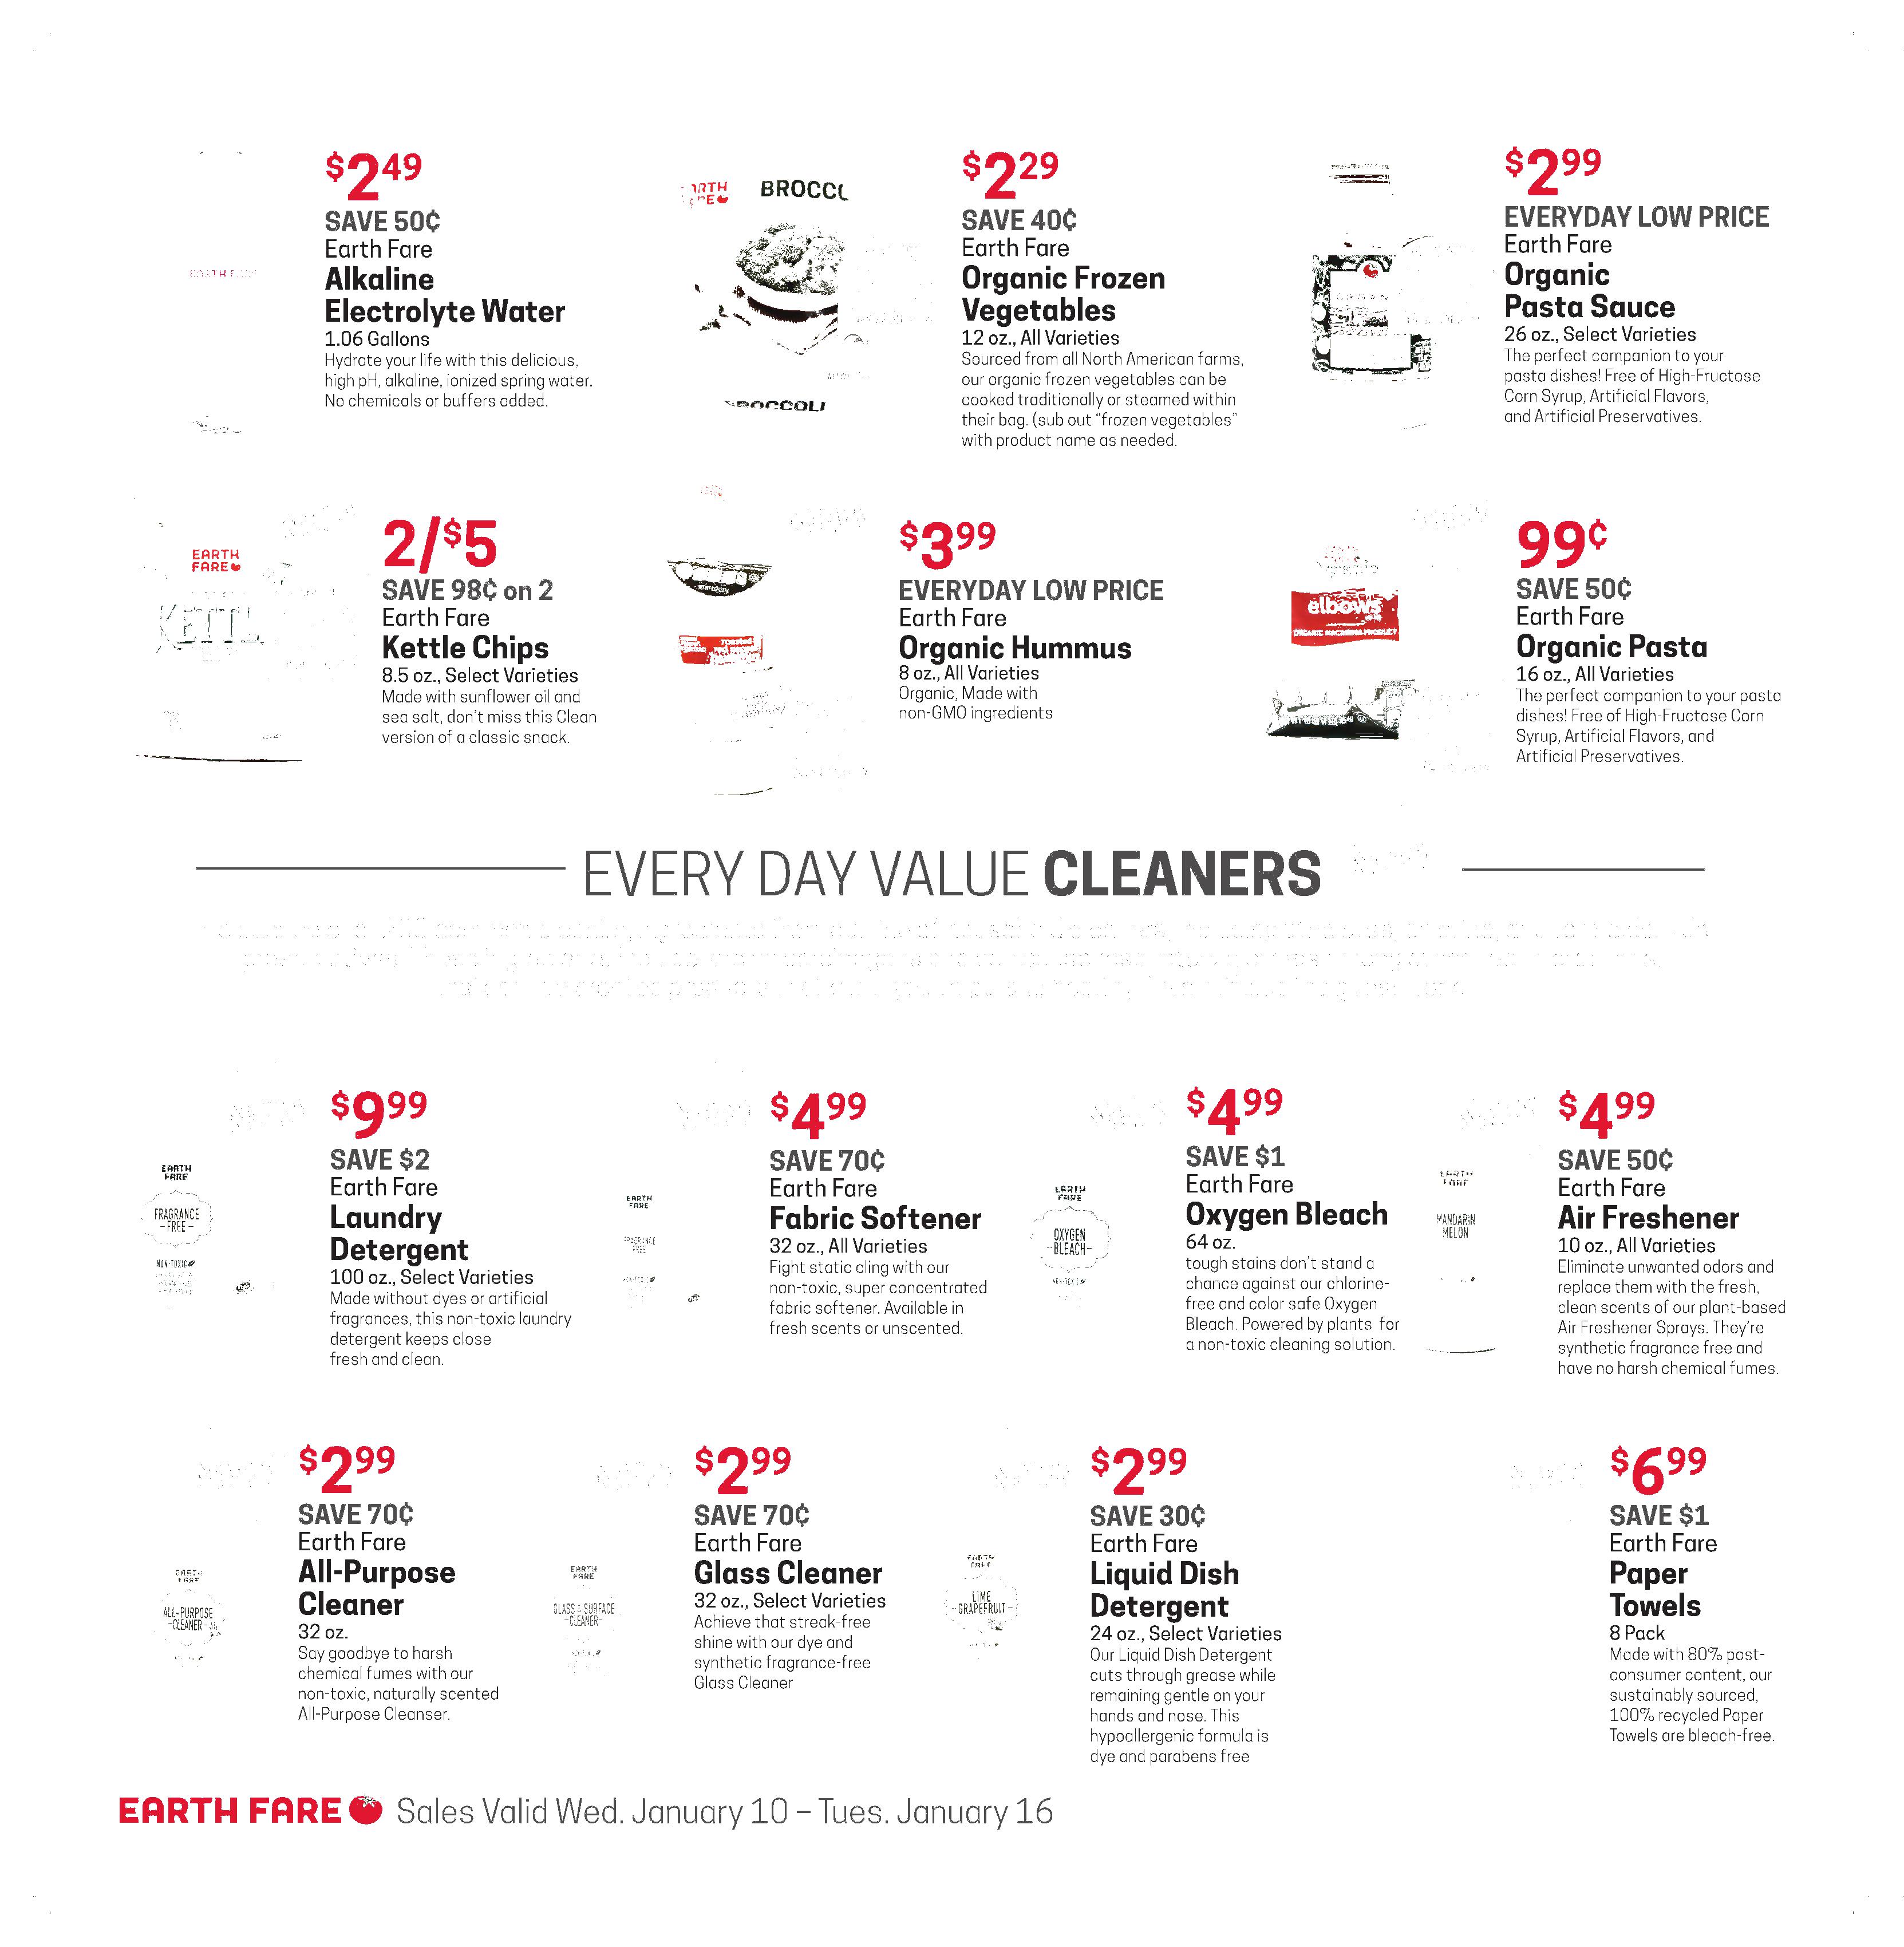 $2.49
SAVE 50¢
Earth Fare
Alkaline
Electrolyte Water
1.06 Gallons
Hydrate your life with this delicious,
high pH, alkaline, ionized spring water.
No chemicals or buffers added.
BROCCOLI
$2.29
SAVE 40¢
Earth Fare
Organic Frozen
Vegetables
12 oz., All Varieties
Sourced from all North American farms,
our organic frozen vegetables can be
cooked traditionally or steamed within
their bag. (sub out “frozen vegetables”
with product name as needed.
$2.99
EVERYDAY LOW PRICE
Earth Fare
Organic
Pasta Sauce
26 oz., Select Varieties
The perfect companion to your
pasta dishes! Free of High-Fructose
Corn Syrup, Artificial Flavors,
and Artificial Preservatives.
EARTH
FARE
KETTL
2/$5
SAVE 98¢ on 2
Earth Fare
Kettle Chips
8.5 oz., Select Varieties
Made with sunflower oil and
sea salt, don’t miss this Clean
version of a classic snack.
$3.99
EVERYDAY LOW PRICE
Earth Fare
Organic Hummus
8 oz., All Varieties
Organic, Made with
non-GMO ingredients
elbows
ORGANIC MACARONI PRODUCT
99¢
SAVE 50¢
Earth Fare
Organic Pasta
16 oz., All Varieties
The perfect companion to your pasta
dishes! Free of High-Fructose Corn
Syrup, Artificial Flavors, and
Artificial Preservatives.
EVERY DAY VALUE CLEANERS
EARTH
FARE
FRAGRANCE
-FREE-
NON-TOXIC
$9.99
SAVE $2
Earth Fare
Laundry
Detergent
100 oz., Select Varieties
Made without dyes or artificial
fragrances, this non-toxic laundry
detergent keeps close
fresh and clean.
EARTH
FARE
FRAGRANCE
FREE
$4.99
SAVE 70¢
Earth Fare
Fabric Softener
32 oz., All Varieties
Fight static cling with our
non-toxic, super concentrated
fabric softener. Available in
fresh scents or unscented.
EARTH
FARE
OXYGEN
-BLEACH-
$4.99
SAVE $1
Earth Fare
Oxygen Bleach
64 oz.
tough stains don’t stand a
chance against our chlorine-
free and color safe Oxygen
Bleach. Powered by plants for
a non-toxic cleaning solution.
MANDARIN
MELON
$4.99
SAVE 50¢
Earth Fare
Air Freshener
10 oz., All Varieties
Eliminate unwanted odors and
replace them with the fresh,
clean scents of our plant-based
Air Freshener Sprays. They’re
synthetic fragrance free and
have no harsh chemical fumes.
ALL-PURPOSE
-CLEANER-
$2.99
SAVE 70¢
Earth Fare
All-Purpose
Cleaner
32 oz.
Say goodbye to harsh
chemical fumes with our
non-toxic, naturally scented
All-Purpose Cleanser.
EARTH
FARE
GLASS & SURFACE
-CLEANER-
$2.99
SAVE 70¢
Earth Fare
Glass Cleaner
32 oz., Select Varieties
Achieve that streak-free
shine with our dye and
synthetic fragrance-free
Glass Cleaner
LIME
-GRAPEFRUIT-
$2.99
SAVE 30¢
Earth Fare
Liquid Dish
Detergent
24 oz., Select Varieties
Our Liquid Dish Detergent
cuts through grease while
remaining gentle on your
hands and nose. This
hypoallergenic formula is
dye and parabens free
$6.99
SAVE $1
Earth Fare
Paper
Towels
8 Pack
Made with 80% post-
consumer content, our
sustainably sourced,
100% recycled Paper
Towels are bleach-free.
EARTH FARE Sales Valid Wed. January 10 – Tues. January 16